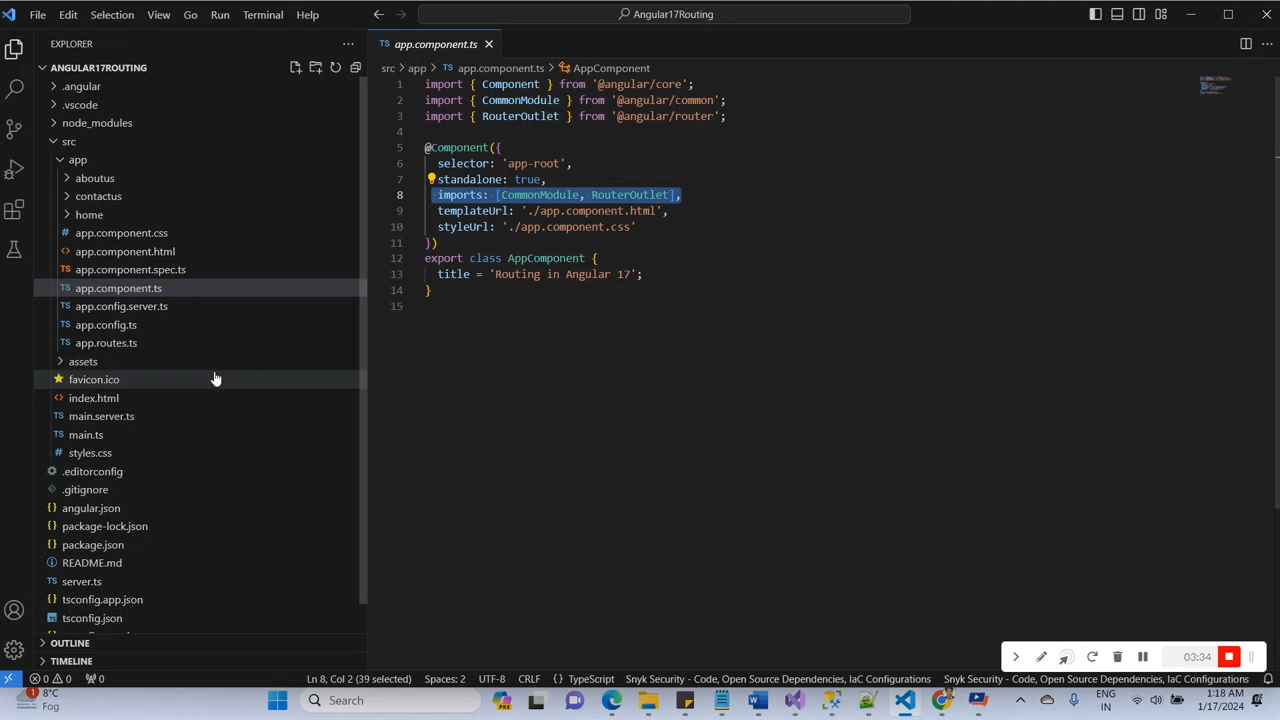 File Edit Selection View Go Run Terminal Help
Angular17Routing
EXPLORER
ANGULAR17ROUTING
.angular
.vscode
node_modules
src
app
aboutus
contactus
home
app.component.css
app.component.html
app.component.spec.ts
app.component.ts
app.config.server.ts
app.config.ts
app.routes.ts
assets
favicon.ico
index.html
main.server.ts
main.ts
styles.css
.editorconfig
.gitignore
angular.json
package-lock.json
package.json
README.md
server.ts
tsconfig.app.json
tsconfig.json
OUTLINE
TIMELINE
TS app.component.ts
src > app > TS app.component.ts > AppComponent
1 import { Component } from '@angular/core';
2 import { CommonModule } from '@angular/common';
3 import { RouterOutlet } from '@angular/router';
4
5 @Component({
6 selector: 'app-root',
7 standalone: true,
8 imports: [CommonModule, RouterOutlet],
9 templateUrl: './app.component.html',
10 styleUrl: './app.component.css'
11 })
12 export class AppComponent {
13 title = 'Routing in Angular 17';
14 }
15
03:34
0 0 0 Ln 8, Col 2 (39 selected) Spaces: 2 UTF-8 CRLF TypeScript Snyk Security - Code, Open Source Dependencies, IaC Configurations Snyk Security - Code, Open Source Dependencies, IaC Configurations
1 8°C
Fog
Search
ENG
IN
1:18 AM
1/17/2024